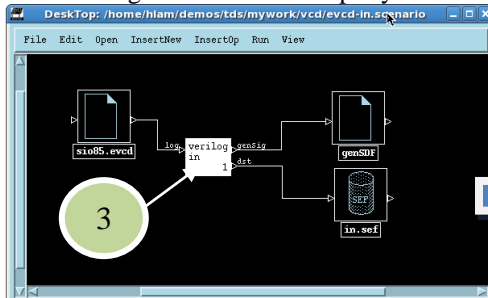 DeskTop: /home/hlam/demos/tds/mywork/vcd/evcd-in.scenario
File Edit Open InsertNew InsertOp Run View
sio85.evcd
log
verilog
in
1
gensig
dst
genSDF
SEF
in.sef
3